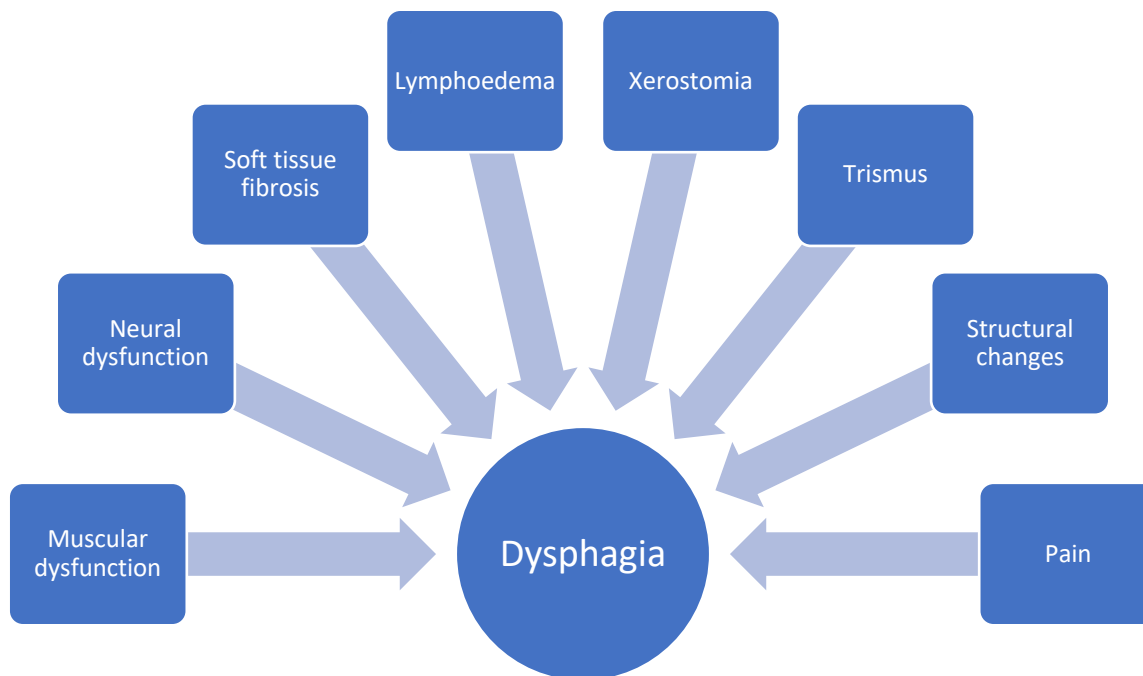 Lymphoedema
Xerostomia
Soft tissue
fibrosis
Trismus
Neural
dysfunction
Structural
changes
Muscular
dysfunction
Dysphagia
Pain